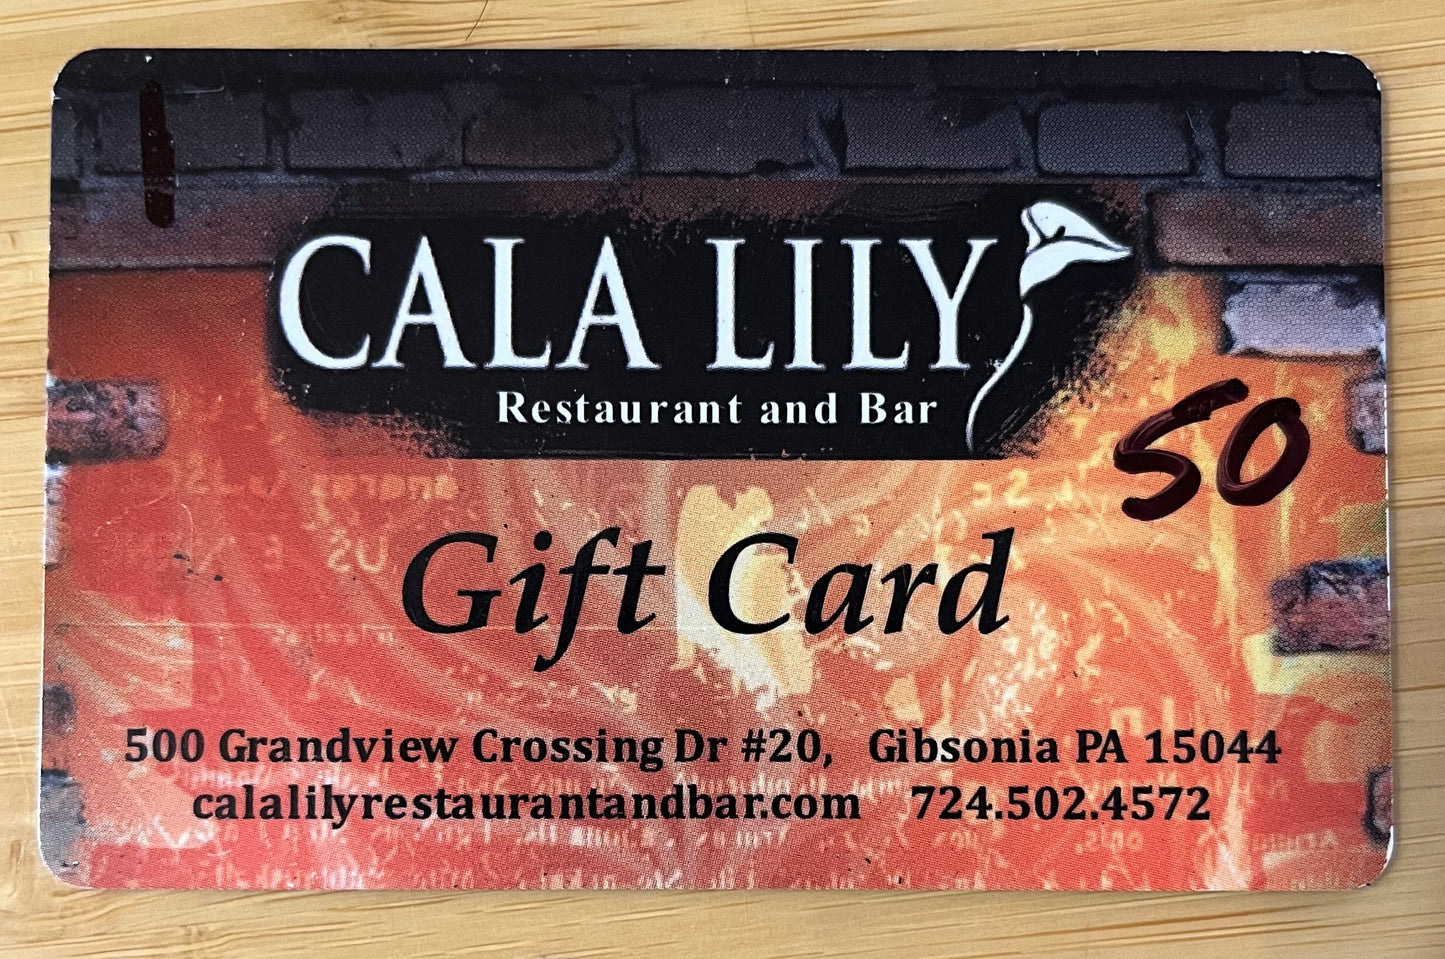 CALA LILY
Restaurant and Bar
50
Gift Card
500 Grandview Crossing Dr #20, Gibsonia PA 15044
calalilyrestaurantandbar.com 724.502.4572